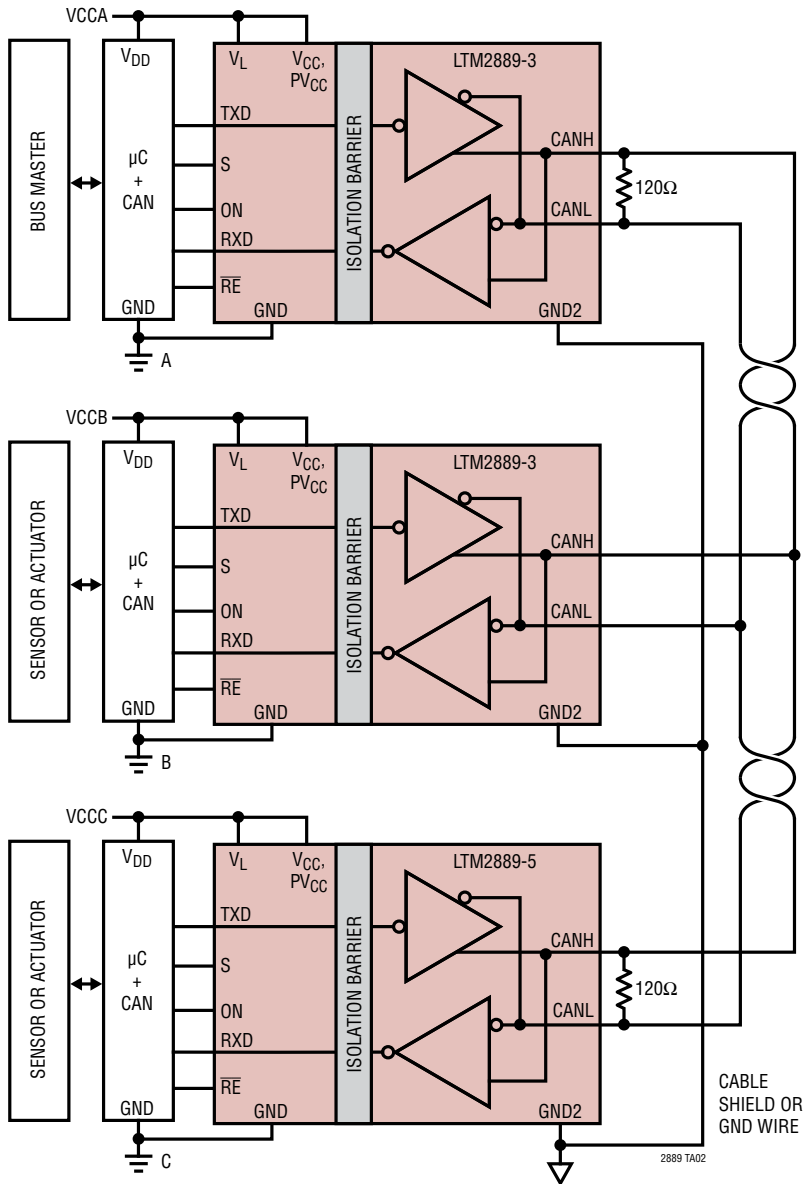 VCCA
BUS MASTER
VDD
µC
+
CAN
GND
A
VL
VCC,
PVCC
LTM2889-3
TXD
S
ON
RXD
RE
GND
ISOLATION BARRIER
CANH
CANL
GND2
120Ω
VCCB
SENSOR OR ACTUATOR
VDD
µC
+
CAN
GND
B
VL
VCC,
PVCC
LTM2889-3
TXD
S
ON
RXD
RE
GND
ISOLATION BARRIER
CANH
CANL
GND2
VCCC
SENSOR OR ACTUATOR
VDD
µC
+
CAN
GND
C
VL
VCC,
PVCC
LTM2889-5
TXD
S
ON
RXD
RE
GND
ISOLATION BARRIER
CANH
CANL
GND2
120Ω
CABLE
SHIELD OR
GND WIRE
2889 TA02